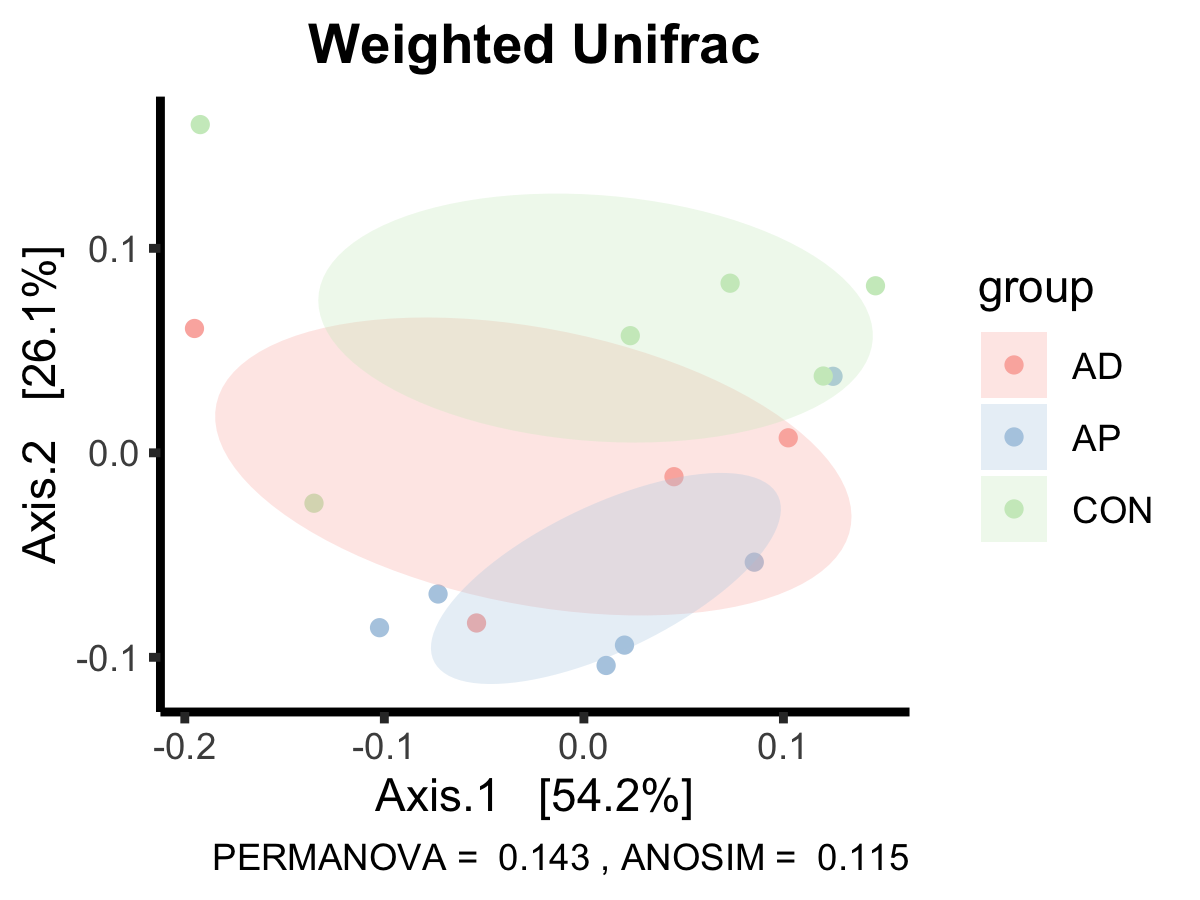 Weighted Unifrac
Axis.2 [26.1%]
0.1
0.0
-0.1
-0.2
-0.1
0.0
0.1
Axis.1 [54.2%]
PERMANOVA = 0.143 , ANOSIM = 0.115
group
AD
AP
CON